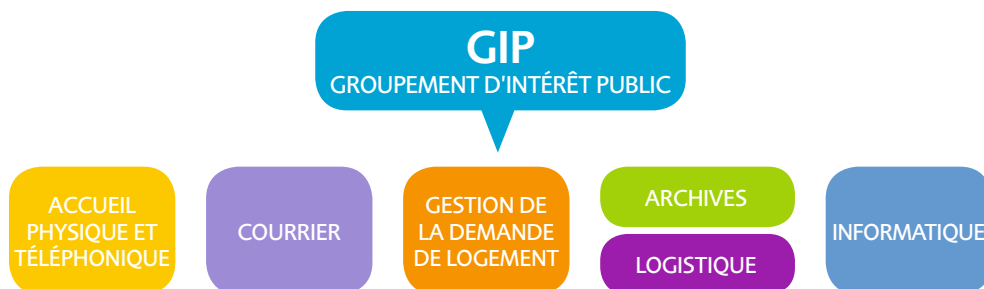 GIP
GROUPEMENT D'INTÉRÊT PUBLIC
ACCUEIL
PHYSIQUE ET
TÉLÉPHONIQUE
COURRIER
GESTION DE
LA DEMANDE
DE LOGEMENT
ARCHIVES
LOGISTIQUE
INFORMATIQUE